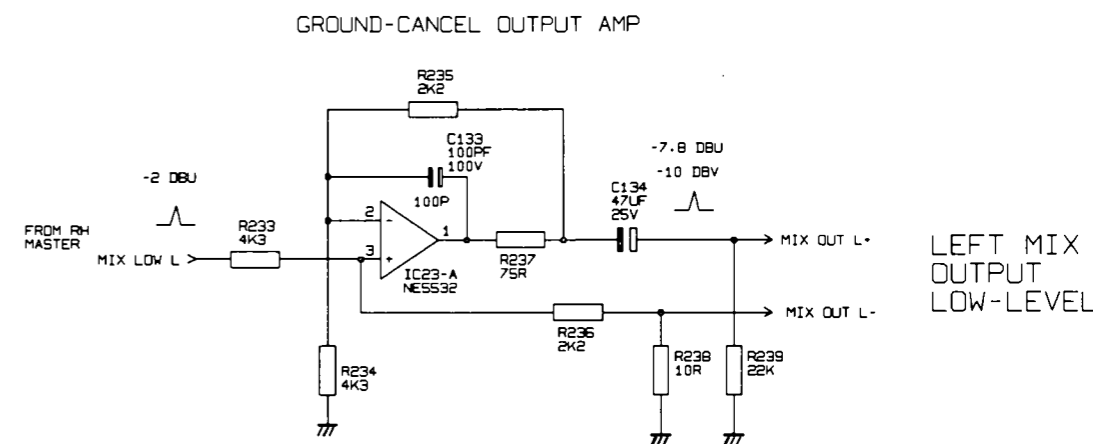 GROUND-CANCEL OUTPUT AMP
R235
2K2
C133
100PF
100V
100P
-2 DBU
-7.8 DBU
-10 DBV
C134
47UF
25V
FROM RH
MASTER
MIX LOW L >
R233
4K3
2
-
3
+
1
IC23-A
NE5532
R237
75R
MIX OUT L+
LEFT MIX
OUTPUT
LOW-LEVEL
R236
2K2
MIX OUT L-
R234
4K3
R238
10R
R239
22K